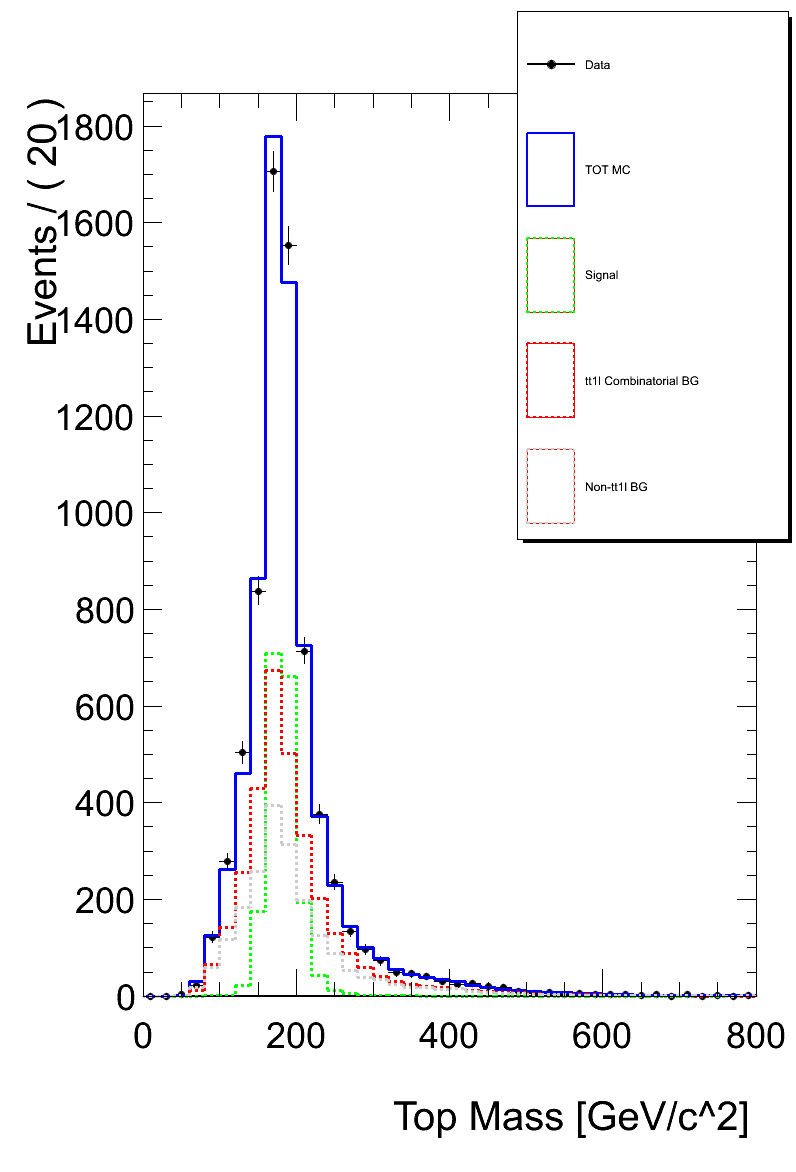 Data
TOT MC
Signal
tt1l Combinatorial BG
Non-tt1l BG
Events / ( 20 )
1800
1600
1400
1200
1000
800
600
400
200
0
0 200 400 600 800
Top Mass [GeV/c^2]